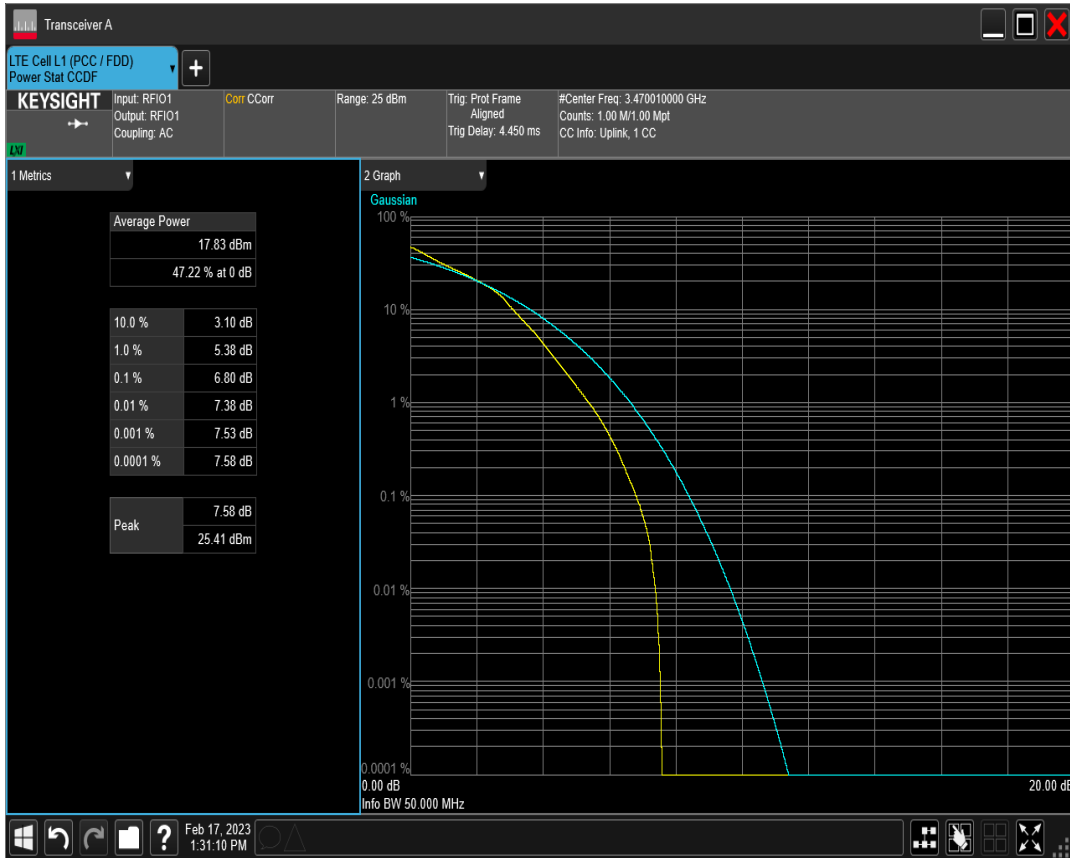 Transceiver A
LTE Cell L1 (PCC / FDD)
Power Stat CCDF
KEYSIGHT
LXI
Input: RFIO1
Output: RFIO1
Coupling: AC
Corr CCorr
Range: 25 dBm
Trig: Prot Frame
Aligned
Trig Delay: 4.450 ms
#Center Freq: 3.470010000 GHz
Counts: 1.00 M/1.00 Mpt
CC Info: Uplink, 1 CC
1 Metrics
Average Power
17.83 dBm
47.22 % at 0 dB
10.0 % 3.10 dB
1.0 % 5.38 dB
0.1 % 6.80 dB
0.01 % 7.38 dB
0.001 % 7.53 dB
0.0001 % 7.58 dB
Peak 7.58 dB
25.41 dBm
2 Graph
Gaussian
100 %
10 %
1 %
0.1 %
0.01 %
0.001 %
0.0001 %
0.00 dB 20.00 dB
Info BW 50.000 MHz
? Feb 17, 2023
1:31:10 PM